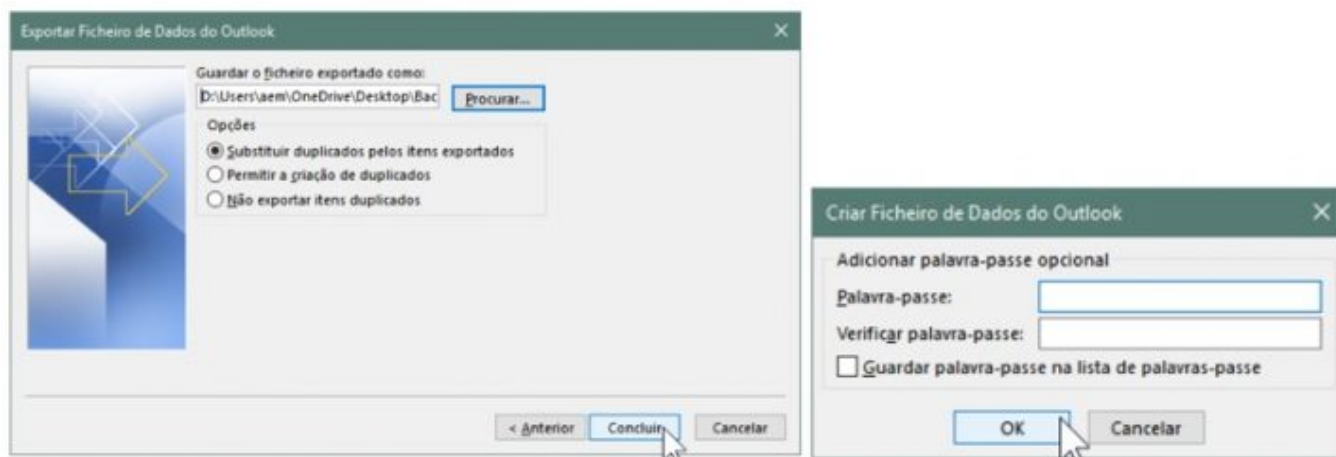 Exportar Ficheiro de Dados do Outlook
Guardar o ficheiro exportado como:
D:\Users\aem\OneDrive\Desktop\Bac
Procurar...
Opções
Substituir duplicados pelos itens exportados
Permitir a criação de duplicados
Não exportar itens duplicados
< Anterior
Concluir
Cancelar
Criar Ficheiro de Dados do Outlook
Adicionar palavra-passe opcional
Palavra-passe:
Verificar palavra-passe:
Guardar palavra-passe na lista de palavras-passe
OK
Cancelar